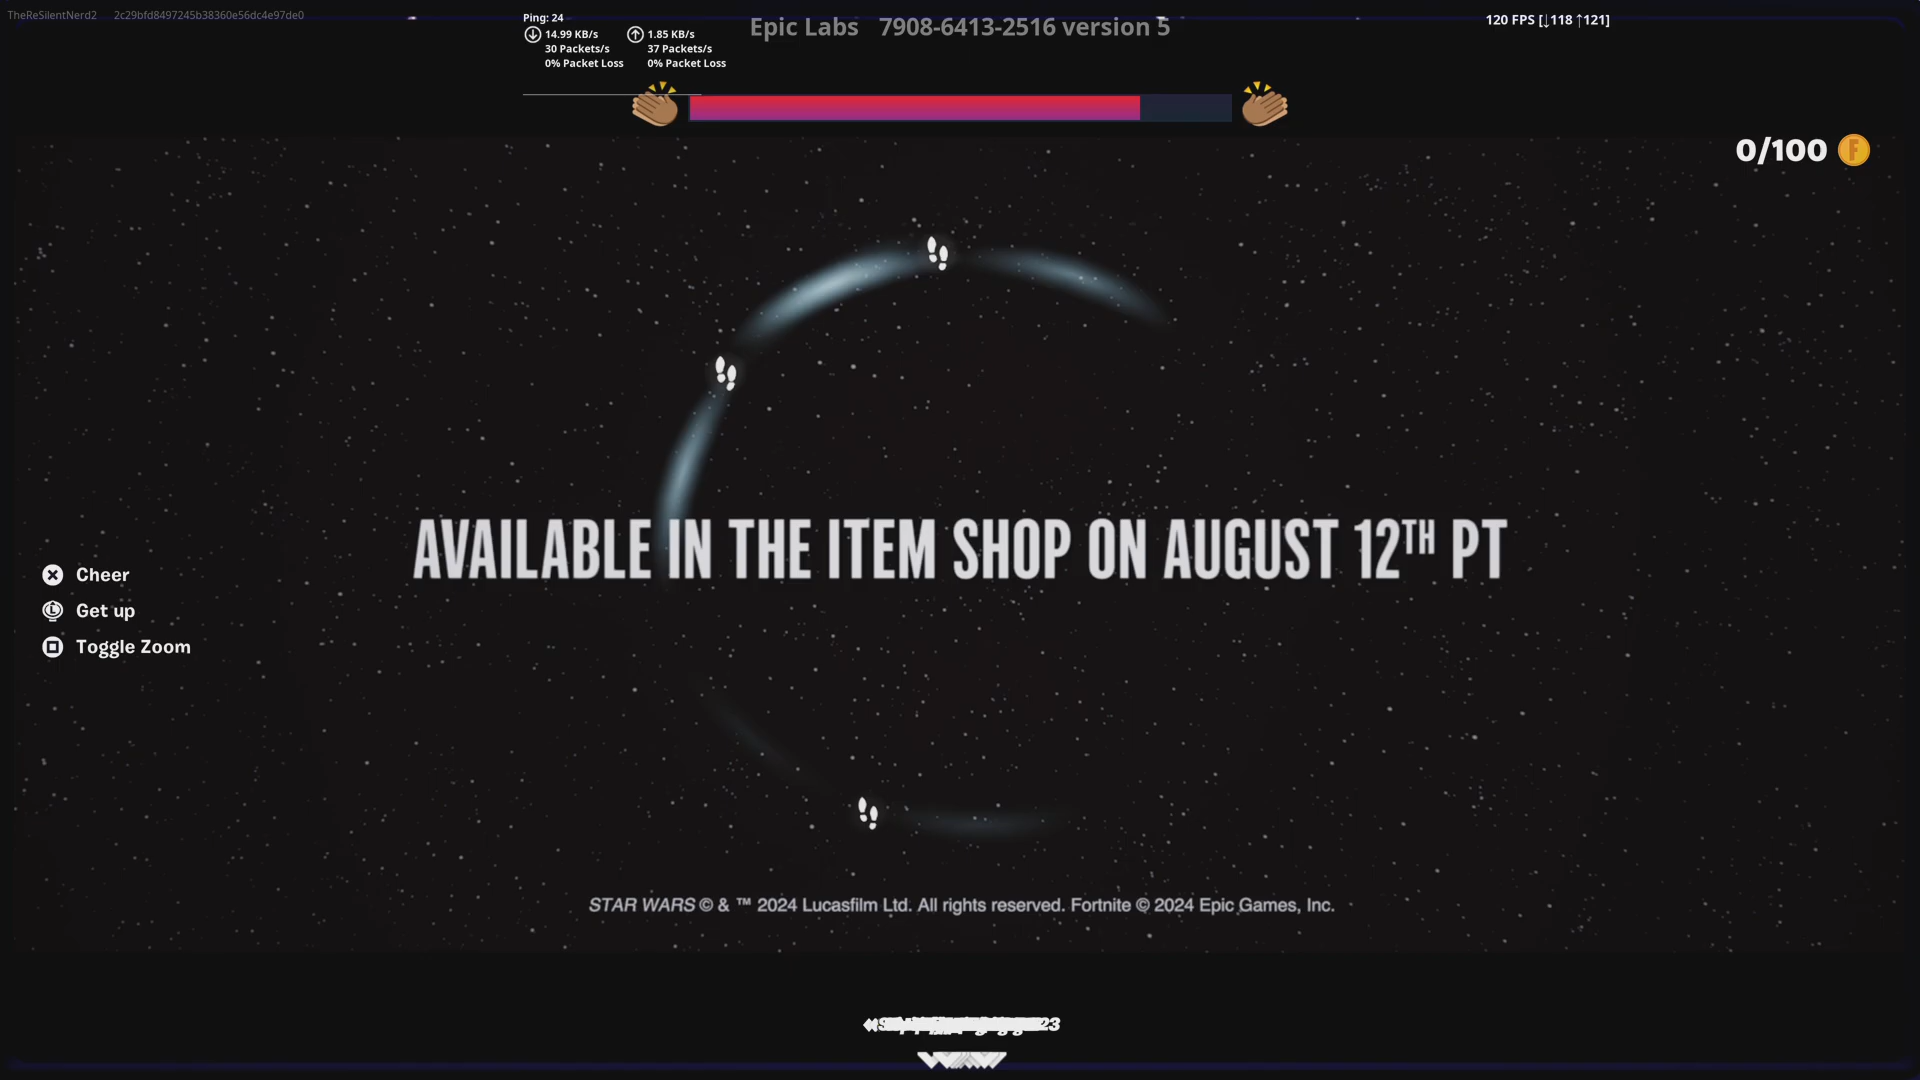 TheReSilentNerd2 2c29bfd8497245b38360e56dc4e97de0
Ping: 24
14.99 KB/s 1.85 KB/s
30 Packets/s 37 Packets/s
0% Packet Loss 0% Packet Loss
Epic Labs 7908-6413-2516 version 5
120 FPS [↓118 ↑121]
0/100
AVAILABLE IN THE ITEM SHOP ON AUGUST 12TH PT
Cheer
Get up
Toggle Zoom
STAR WARS © & ™ 2024 Lucasfilm Ltd. All rights reserved. Fortnite © 2024 Epic Games, Inc.